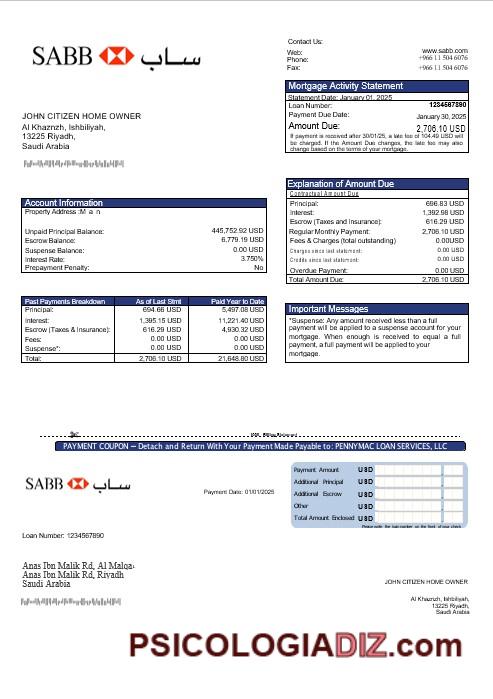 SABB سـاب
Contact Us:
Web: www.sabb.com
Phone: +966 11 504 6076
Fax: +966 11 504 6076
Mortgage Activity Statement
Statement Date: January 01, 2025
Loan Number: 1234567890
Payment Due Date: January 30, 2025
Amount Due: 2,706.10 USD
If payment is received after 30/01/25, a late fee of 104.49 USD will
be charged. If the Amount Due changes, the late fee may also
change based on the terms of your mortgage.
JOHN CITIZEN HOME OWNER
Al Khaznzh, Ishbiliyah,
13225 Riyadh,
Saudi Arabia
Account Information
Property Address :M a n
Unpaid Principal Balance: 445,752.92 USD
Escrow Balance: 6,779.19 USD
Suspense Balance: 0.00 USD
Interest Rate: 3.750%
Prepayment Penalty: No
Explanation of Amount Due
Contractual Amount Due
Principal: 696.83 USD
Interest: 1,392.98 USD
Escrow (Taxes and Insurance): 616.29 USD
Regular Monthly Payment: 2,706.10 USD
Fees & Charges (total outstanding) 0.00USD
Charges since last statement: 0.00 USD
Credits since last statement: 0.00 USD
Overdue Payment: 0.00 USD
Total Amount Due: 2,706.10 USD
Past Payments Breakdown As of Last Stmt Paid Year to Date
Principal: 694.66 USD 5,497.08 USD
Interest: 1,395.15 USD 11,221.40 USD
Escrow (Taxes & Insurance): 616.29 USD 4,930.32 USD
Fees: 0.00 USD 0.00 USD
Suspense*: 0.00 USD 0.00 USD
Total: 2,706.10 USD 21,648.80 USD
Important Messages
*Suspense: Any amount received less than a full
payment will be applied to a suspense account for your
mortgage. When enough is received to equal a full
payment, a full payment will be applied to your
mortgage.
PAYMENT COUPON — Detach and Return With Your Payment Made Payable to: PENNYMAC LOAN SERVICES, LLC
SABB سـاب
Payment Date: 01/01/2025
Payment Amount USD
Additional Principal USD
Additional Escrow USD
Other USD
Total Amount Enclosed USD
Please write the loan number on the front of your check
Loan Number: 1234567890
Anas Ibn Malik Rd, Al Malqa,
Anas Ibn Malik Rd, Riyadh
Saudi Arabia
JOHN CITIZEN HOME OWNER
Al Khaznzh, Ishbiliyah,
13225 Riyadh,
Saudi Arabia
PSICOLOGIADIZ.com